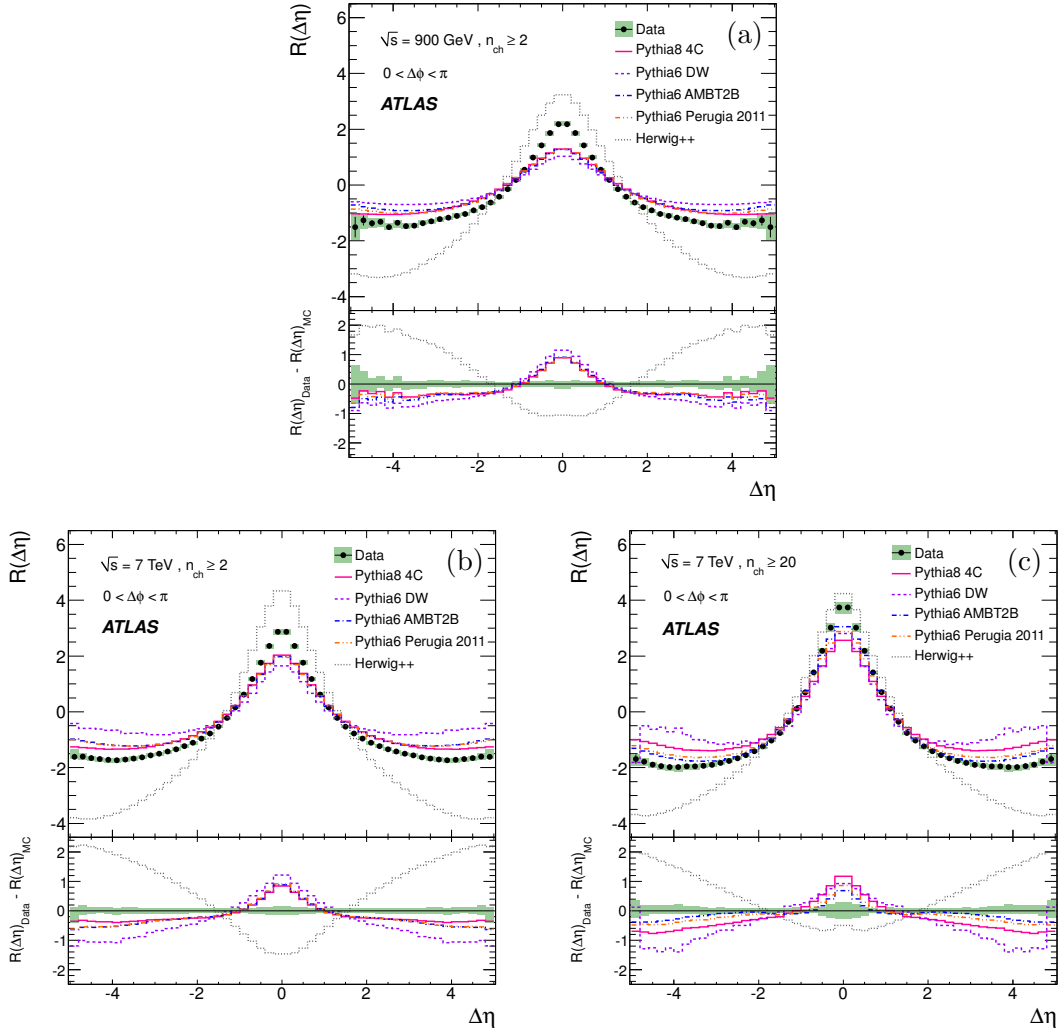 R(Δη)
6
4
2
0
-2
-4
√s = 900 GeV , n_ch ≥ 2
0 < Δϕ < π
ATLAS
Data
Pythia8 4C
Pythia6 DW
Pythia6 AMBT2B
Pythia6 Perugia 2011
Herwig++
(a)
R(Δη)_Data - R(Δη)_MC
2
1
0
-1
-2
-4 -2 0 2 4
Δη
R(Δη)
6
4
2
0
-2
-4
√s = 7 TeV , n_ch ≥ 2
0 < Δϕ < π
ATLAS
Data
Pythia8 4C
Pythia6 DW
Pythia6 AMBT2B
Pythia6 Perugia 2011
Herwig++
(b)
R(Δη)_Data - R(Δη)_MC
2
1
0
-1
-2
-4 -2 0 2 4
Δη
R(Δη)
6
4
2
0
-2
-4
√s = 7 TeV , n_ch ≥ 20
0 < Δϕ < π
ATLAS
Data
Pythia8 4C
Pythia6 DW
Pythia6 AMBT2B
Pythia6 Perugia 2011
Herwig++
(c)
R(Δη)_Data - R(Δη)_MC
2
1
0
-1
-2
-4 -2 0 2 4
Δη